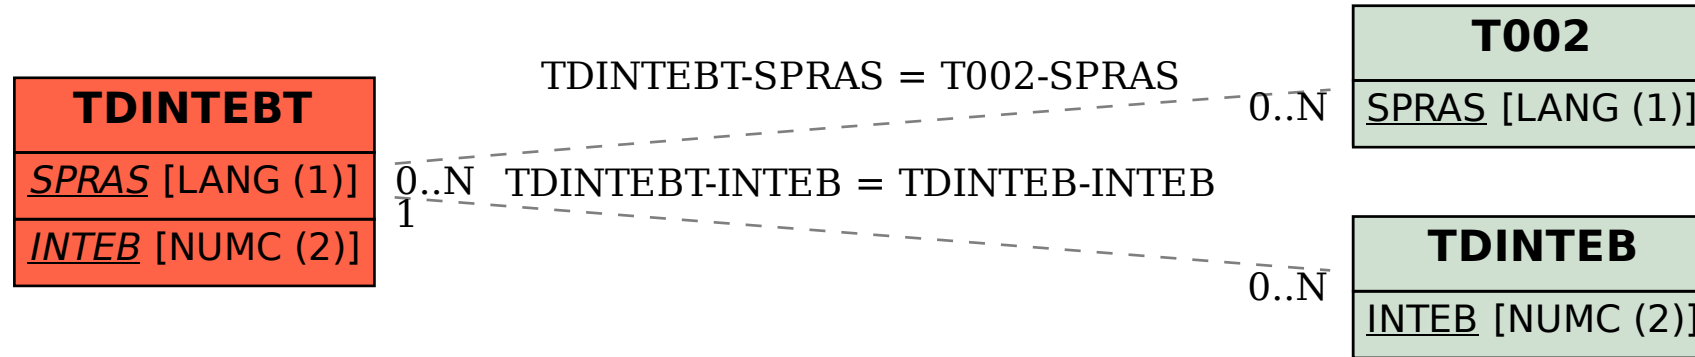 TDINTEBT
SPRAS [LANG (1)]
INTEB [NUMC (2)]
TDINTEBT-SPRAS = T002-SPRAS
0..N
0..N
TDINTEBT-INTEB = TDINTEB-INTEB
1
0..N
T002
SPRAS [LANG (1)]
TDINTEB
INTEB [NUMC (2)]